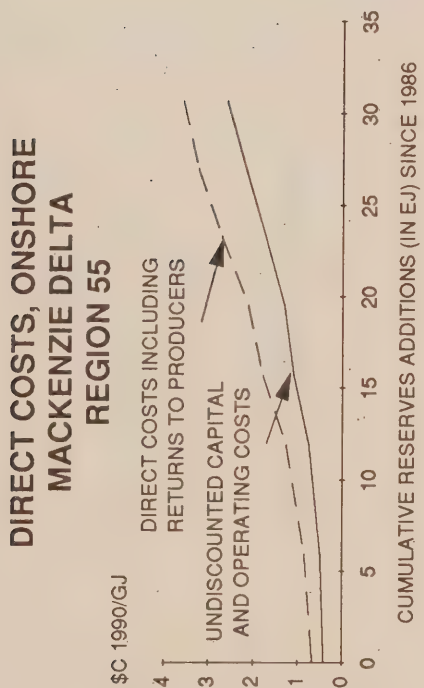 DIRECT COSTS, ONSHORE
MACKENZIE DELTA
REGION 55
$C 1990/GJ
4
3
2
1
0
DIRECT COSTS INCLUDING
RETURNS TO PRODUCERS
UNDISCOUNTED CAPITAL
AND OPERATING COSTS
0 5 10 15 20 25 30 35
CUMULATIVE RESERVES ADDITIONS (IN EJ) SINCE 1986